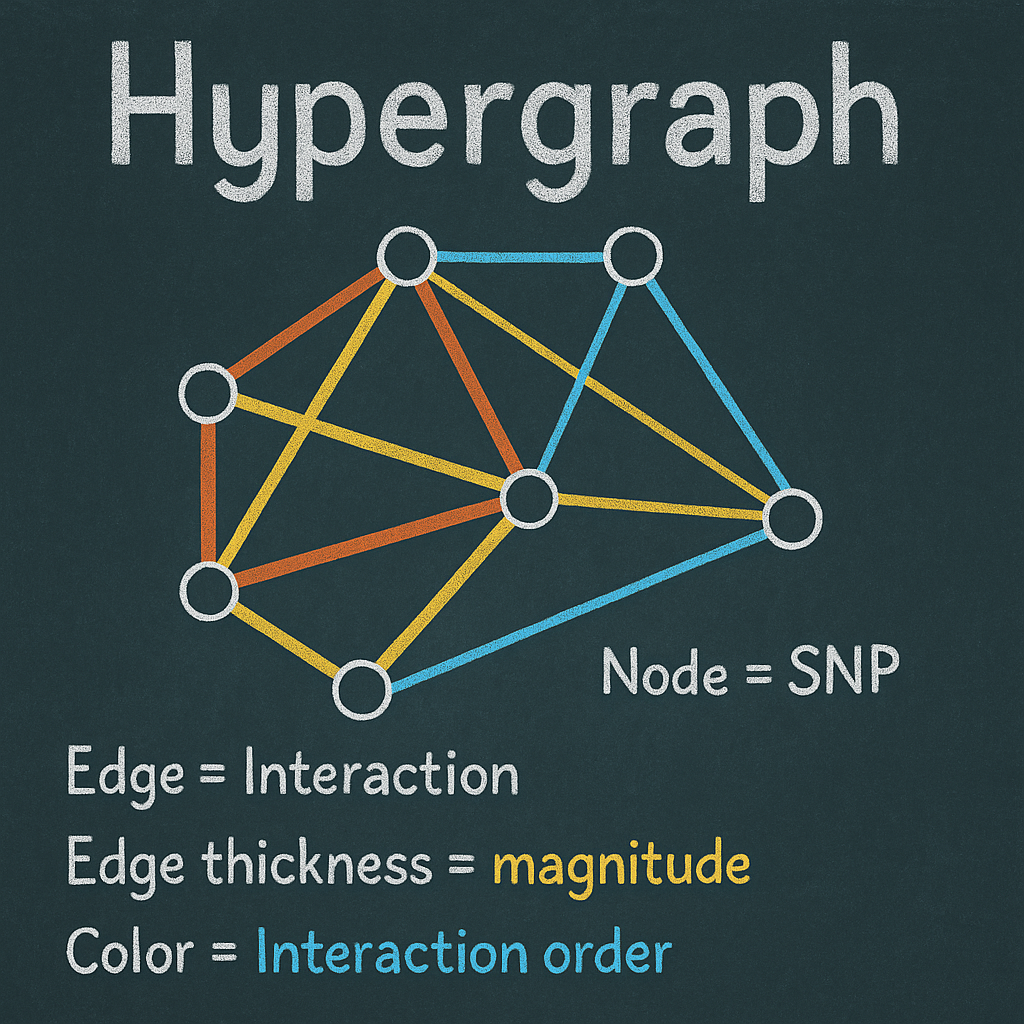 Hypergraph
Node = SNP
Edge = Interaction
Edge thickness = magnitude
Color = Interaction order